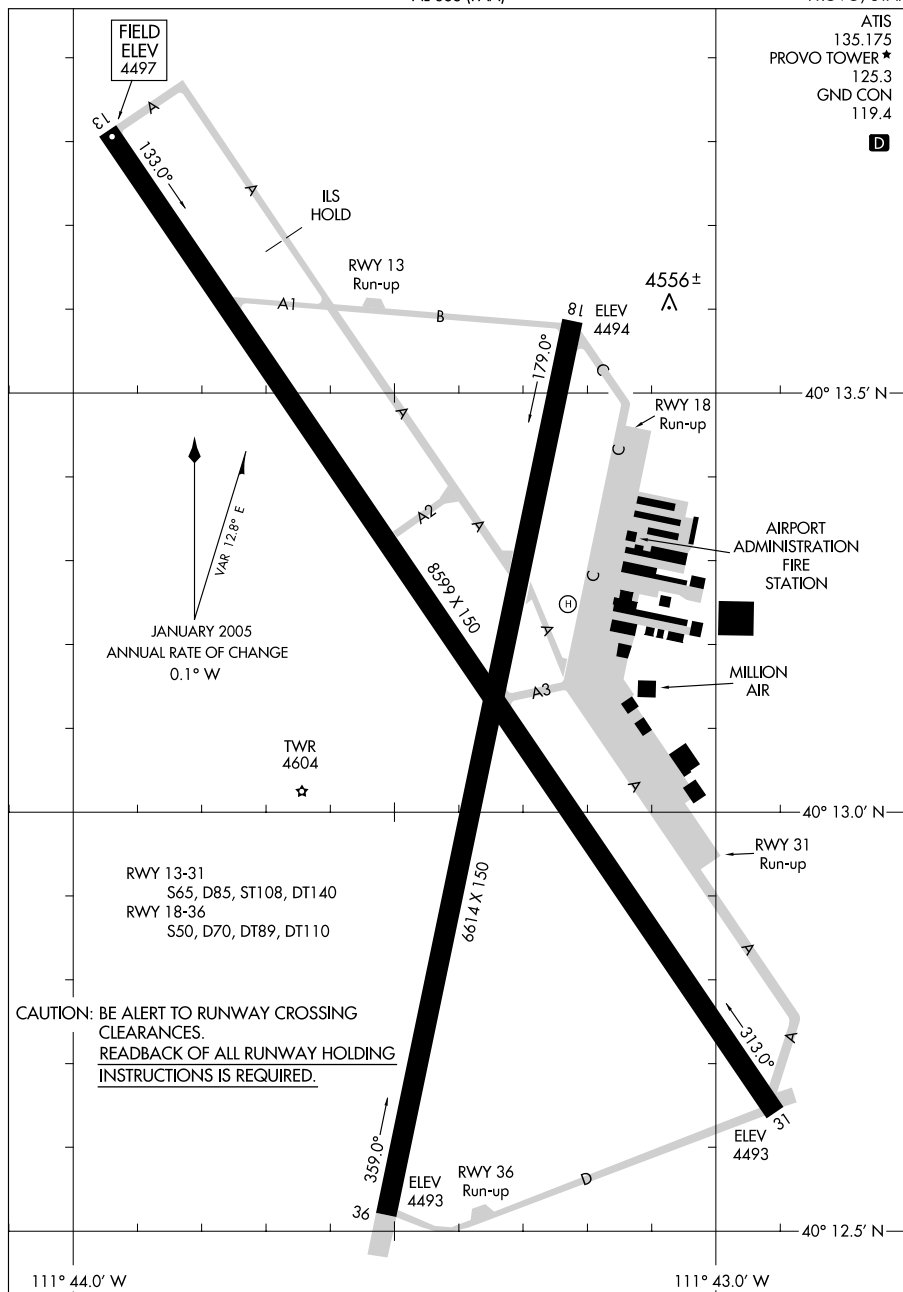 ATIS
135.175
PROVO TOWER★
125.3
GND CON
119.4
D
FIELD
ELEV
4497
13
A
133.0°
A
ILS
HOLD
RWY 13
Run-up
A1
B
18
ELEV
4494
4556±
179.0°
C
40° 13.5' N
RWY 18
Run-up
A
C
VAR 12.8° E
JANUARY 2005
ANNUAL RATE OF CHANGE
0.1° W
A2
A
8599 X 150
C
H
A
AIRPORT
ADMINISTRATION
FIRE
STATION
A3
MILLION
AIR
TWR
4604
A
40° 13.0' N
RWY 31
Run-up
RWY 13-31
S65, D85, ST108, DT140
RWY 18-36
S50, D70, DT89, DT110
6614 X 150
A
CAUTION: BE ALERT TO RUNWAY CROSSING
CLEARANCES.
READBACK OF ALL RUNWAY HOLDING
INSTRUCTIONS IS REQUIRED.
313.0°
A
31
ELEV
4493
359.0°
36
ELEV
4493
RWY 36
Run-up
D
40° 12.5' N
111° 44.0' W
111° 43.0' W